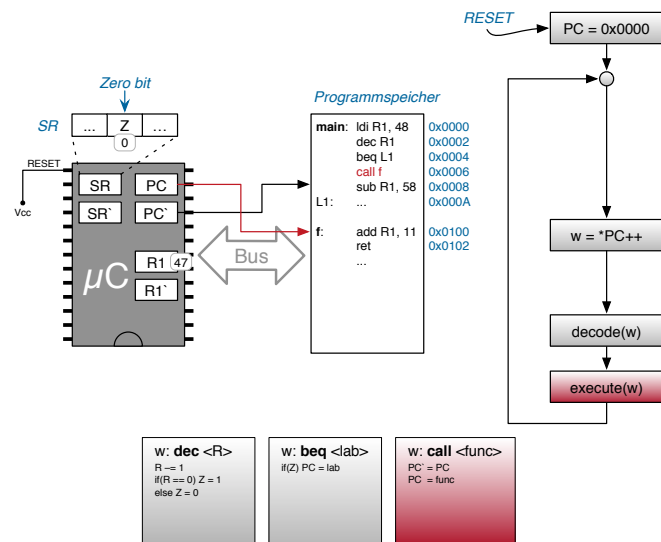 RESET
PC = 0x0000
Zero bit
Programmspeicher
SR
... Z ...
0
main: ldi R1, 48 0x0000
dec R1 0x0002
beq L1 0x0004
call f 0x0006
sub R1, 58 0x0008
L1: ... 0x000A
f: add R1, 11 0x0100
ret 0x0102
...
RESET
Vcc
SR PC
SR` PC`
R1 47
R1`
µC
Bus
w = *PC++
decode(w)
execute(w)
w: dec <R>
R −= 1
if(R == 0) Z = 1
else Z = 0
w: beq <lab>
if(Z) PC = lab
w: call <func>
PC` = PC
PC = func